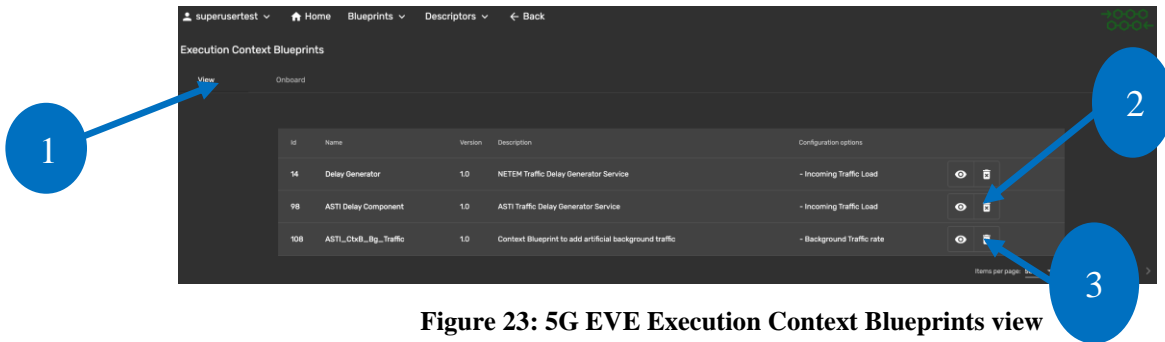 superusertest Home Blueprints Descriptors Back
Execution Context Blueprints
View Onboard
1
2
Id Name Version Description Configuration options
14 Delay Generator 1.0 NETEM Traffic Delay Generator Service - Incoming Traffic Load
98 ASTI Delay Component 1.0 ASTI Traffic Delay Generator Service - Incoming Traffic Load
108 ASTI_CtxB_Bg_Traffic 1.0 Context Blueprint to add artificial background traffic - Background Traffic rate
Items per page:
3
Figure 23: 5G EVE Execution Context Blueprints view